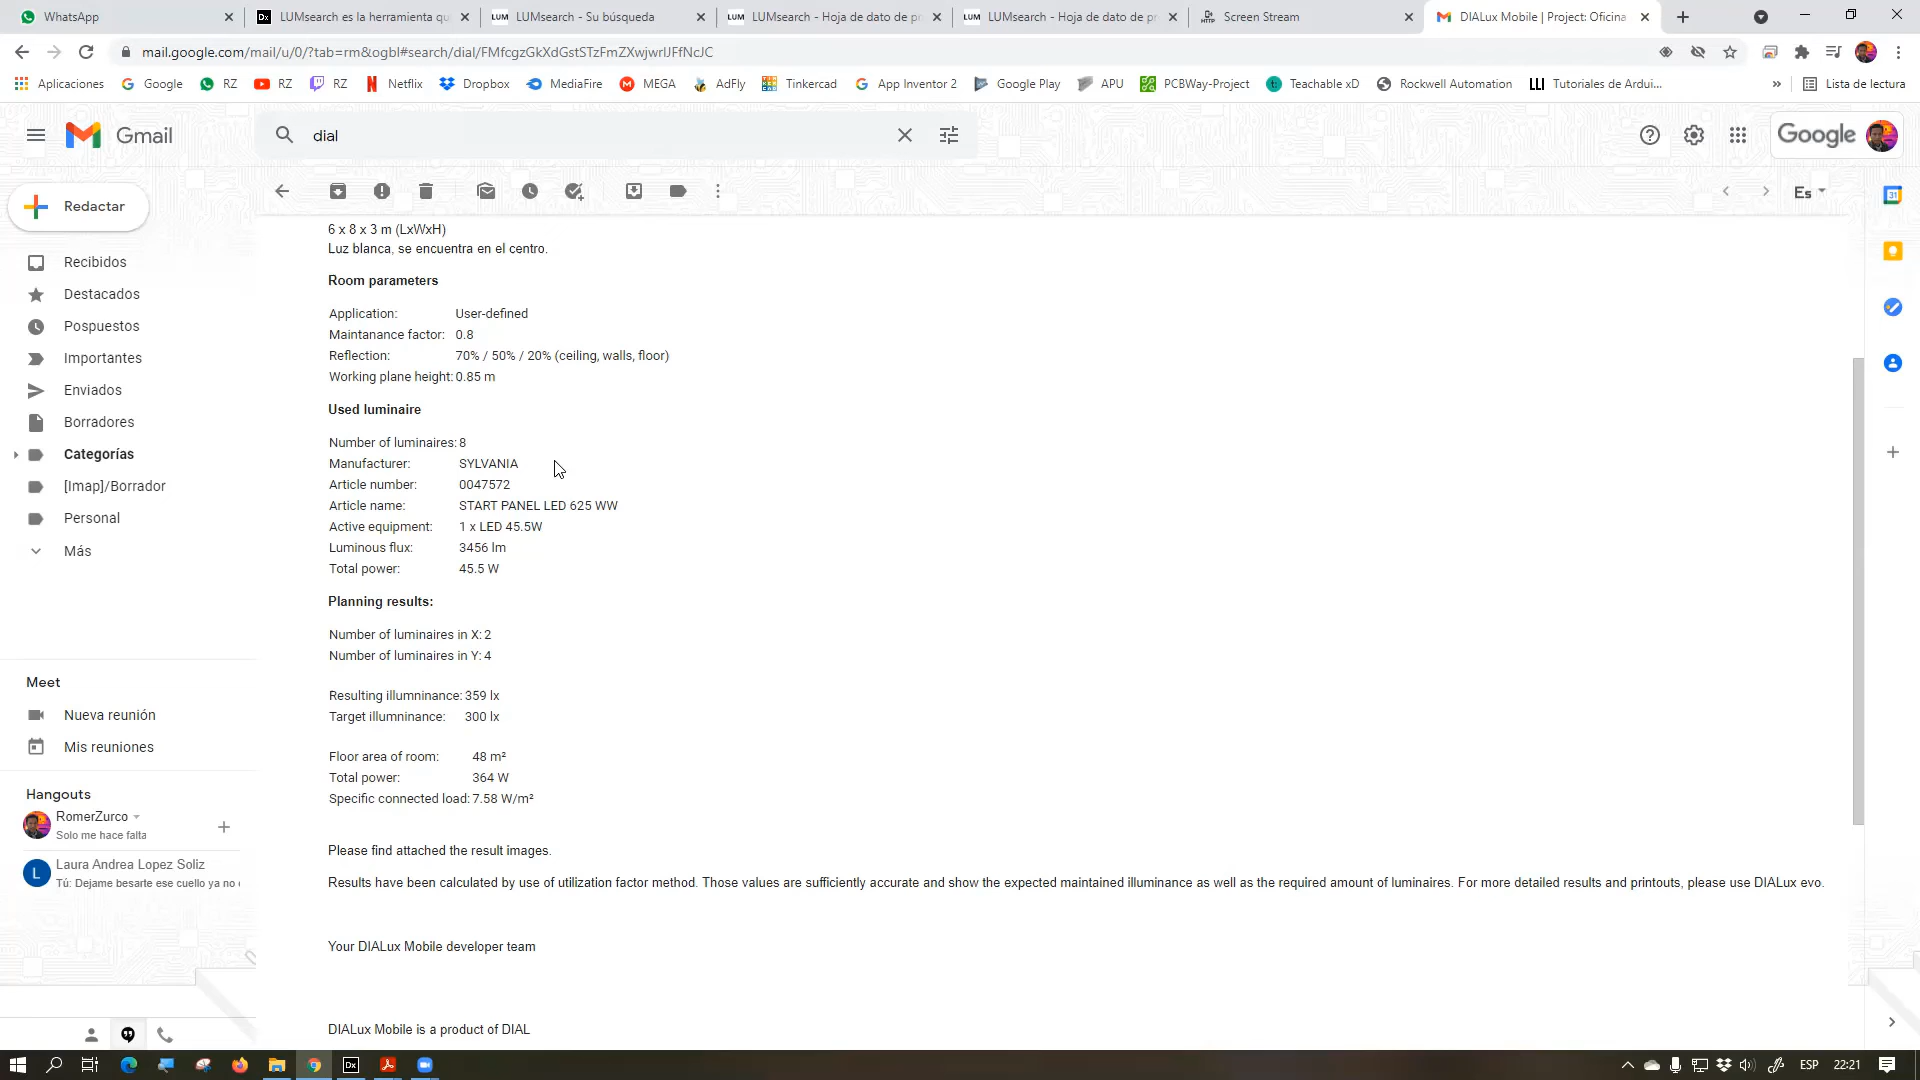 WhatsApp
LUMsearch es la herramienta qu
LUMsearch - Su búsqueda
LUMsearch - Hoja de dato de pr
LUMsearch - Hoja de dato de pr
Screen Stream
DIALux Mobile | Project: Oficina
mail.google.com/mail/u/0/?tab=rm&ogbl#search/dial/FMfcgzGkXdGstSTzFmZXwjwrlJFfNcJC
Aplicaciones
Google
RZ
RZ
RZ
Netflix
Dropbox
MediaFire
MEGA
AdFly
Tinkercad
App Inventor 2
Google Play
APU
PCBWay-Project
Teachable xD
Rockwell Automation
Tutoriales de Ardui...
»
Lista de lectura
Gmail
dial
Google
Redactar
Es
6 x 8 x 3 m (LxWxH)
Luz blanca, se encuentra en el centro.
Room parameters
Application: User-defined
Maintanance factor: 0.8
Reflection: 70% / 50% / 20% (ceiling, walls, floor)
Working plane height: 0.85 m
Used luminaire
Number of luminaires: 8
Manufacturer: SYLVANIA
Article number: 0047572
Article name: START PANEL LED 625 WW
Active equipment: 1 x LED 45.5W
Luminous flux: 3456 lm
Total power: 45.5 W
Planning results:
Number of luminaires in X: 2
Number of luminaires in Y: 4
Resulting illumninance: 359 lx
Target illumninance: 300 lx
Floor area of room: 48 m²
Total power: 364 W
Specific connected load: 7.58 W/m²
Please find attached the result images.
Results have been calculated by use of utilization factor method. Those values are sufficiently accurate and show the expected maintained illuminance as well as the required amount of luminaires. For more detailed results and printouts, please use DIALux evo.
Your DIALux Mobile developer team
DIALux Mobile is a product of DIAL
Recibidos
Destacados
Pospuestos
Importantes
Enviados
Borradores
Categorías
[Imap]/Borrador
Personal
Más
Meet
Nueva reunión
Mis reuniones
Hangouts
RomerZurco
Solo me hace falta
L
Laura Andrea Lopez Soliz
Tú: Dejame besarte ese cuello ya no
31
ESP
22:21